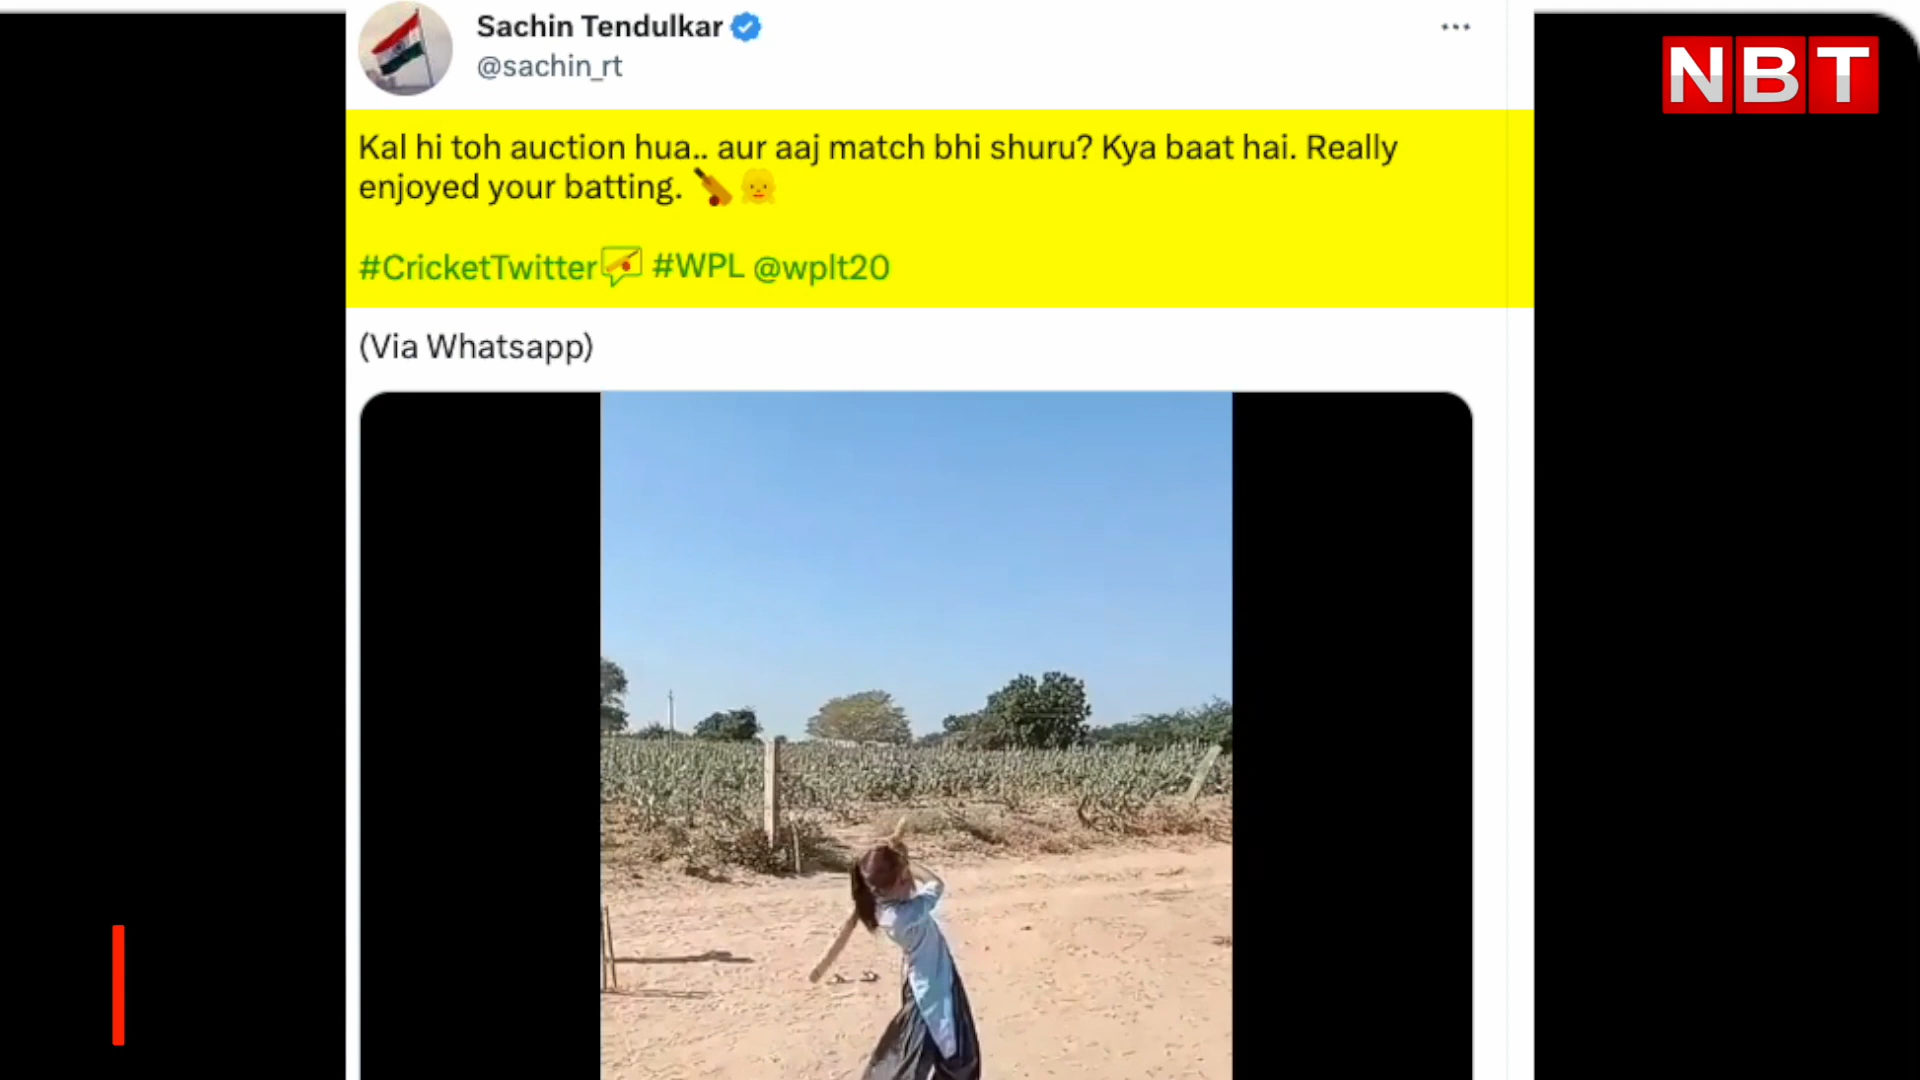 Sachin Tendulkar
@sachin_rt
NBT
Kal hi toh auction hua.. aur aaj match bhi shuru? Kya baat hai. Really
enjoyed your batting.
#CricketTwitter #WPL @wplt20
(Via Whatsapp)